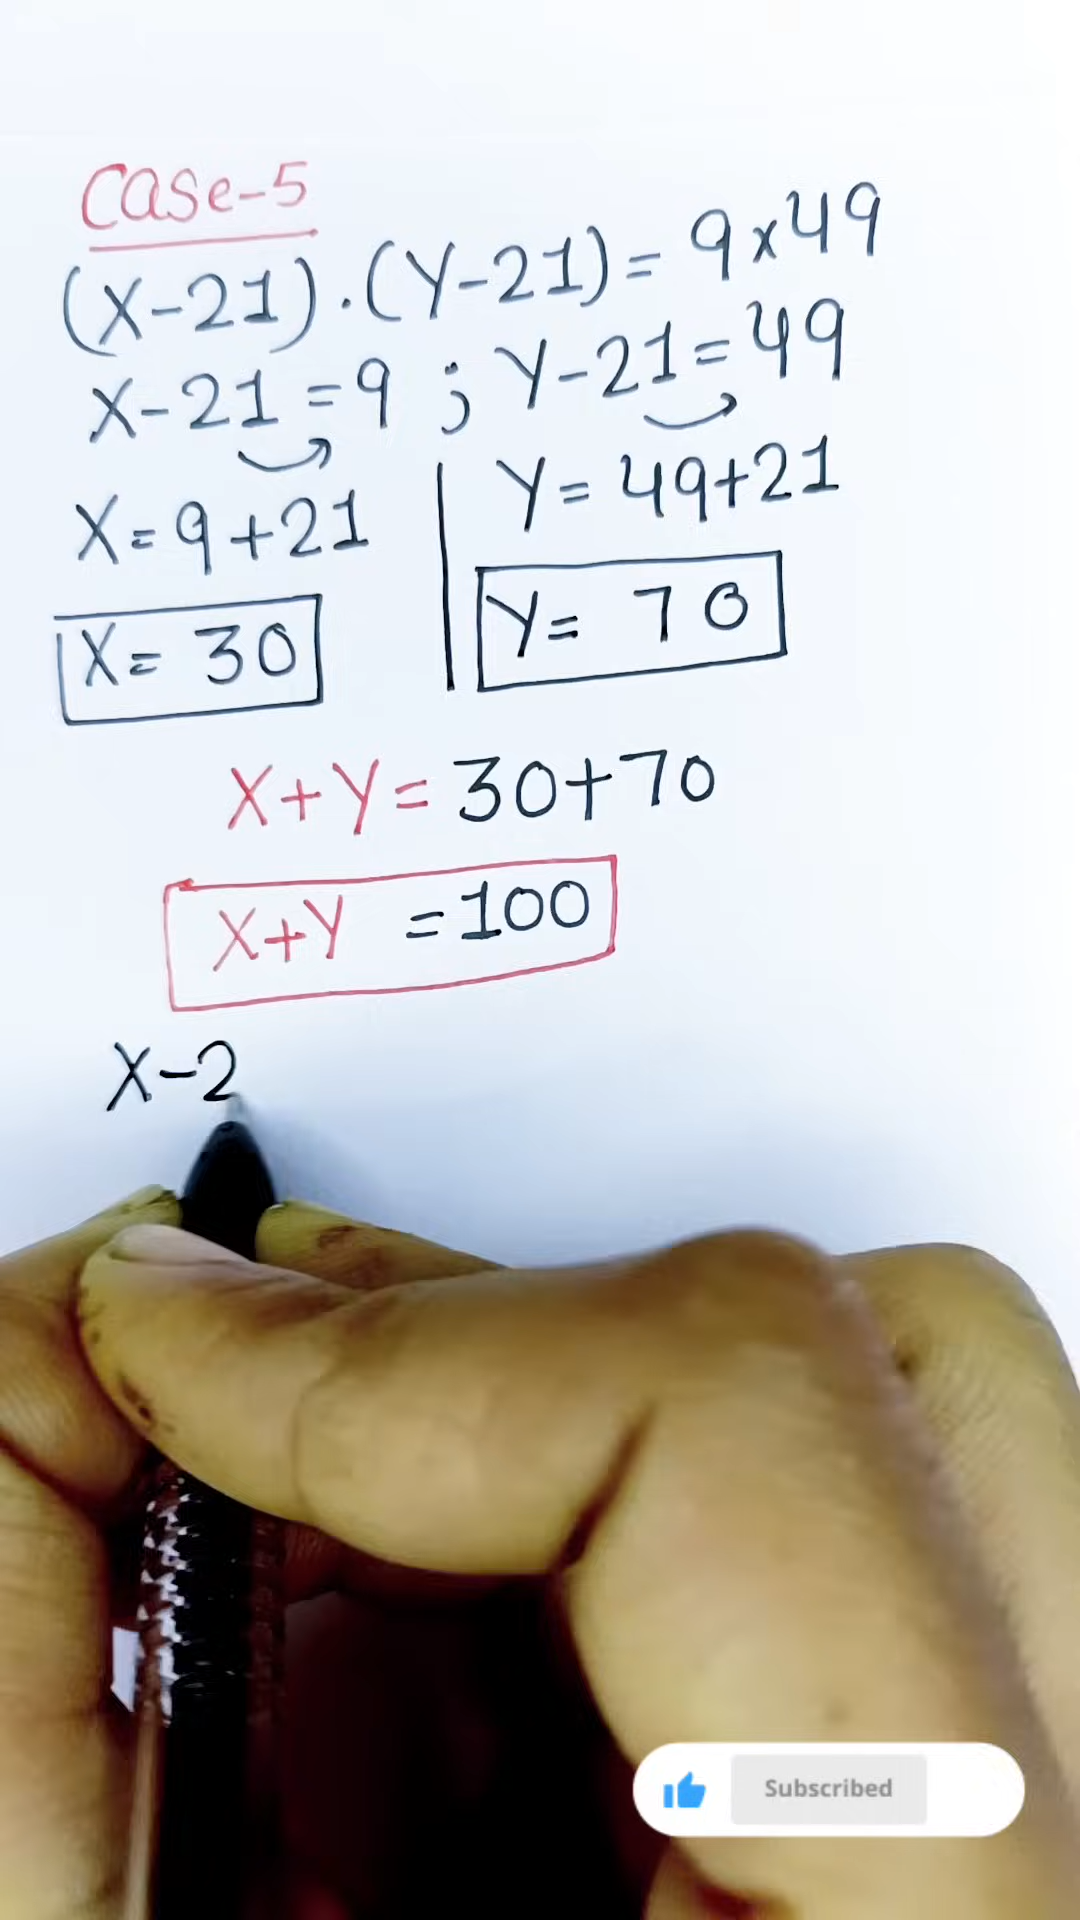 CASE-5
(X-21).(Y-21)= 9x49
X-21=9 ; Y-21=49
X=9+21
Y=49+21
X= 30
Y= 70
X+Y=30+70
X+Y =100
X-2
Subscribed